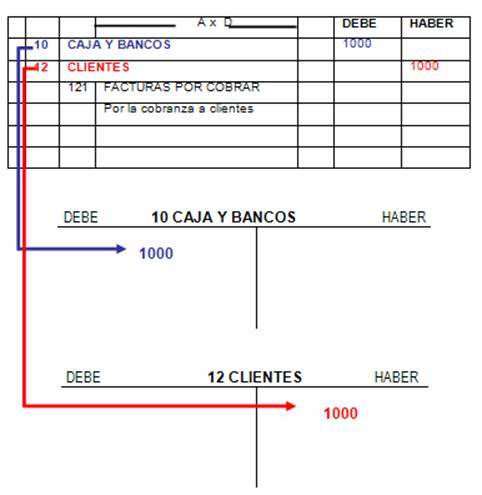 A x D DEBE HABER
10 CAJA Y BANCOS 1000
12 CLIENTES 1000
121 FACTURAS POR COBRAR
Por la cobranza a clientes
DEBE 10 CAJA Y BANCOS HABER
1000
DEBE 12 CLIENTES HABER
1000